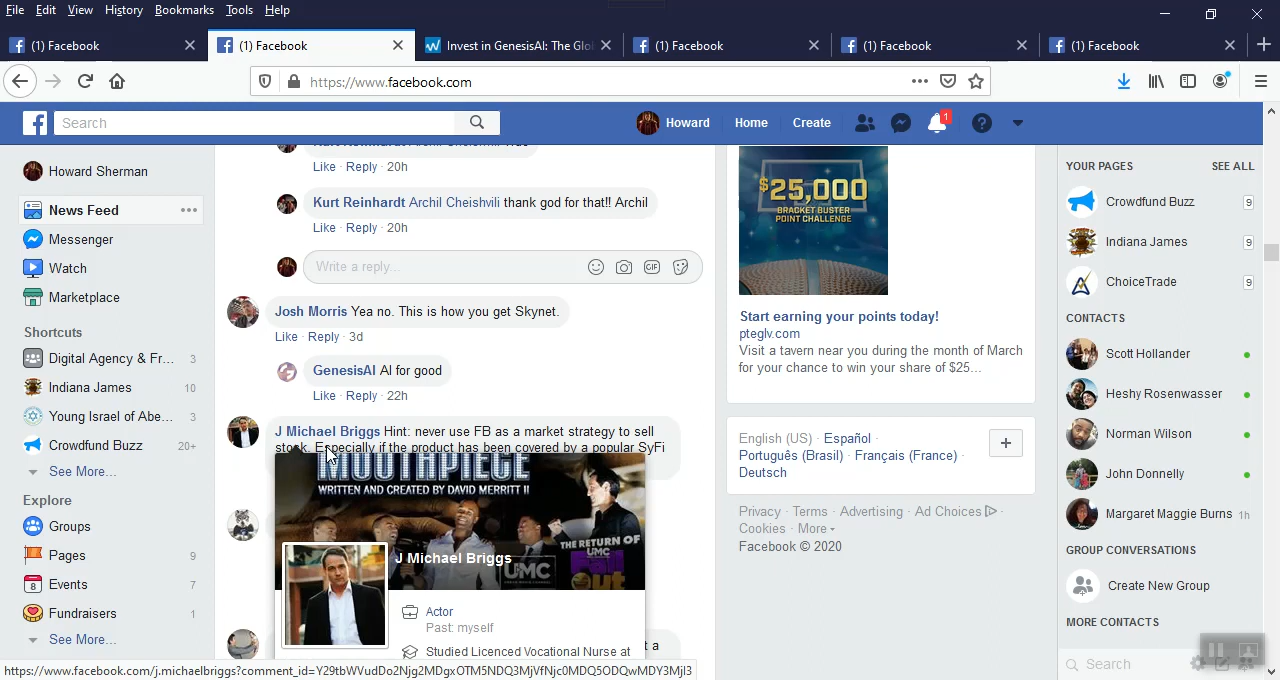 File Edit View History Bookmarks Tools Help
(1) Facebook
(1) Facebook
Invest in GenesisAI: The Glo
(1) Facebook
(1) Facebook
(1) Facebook
https://www.facebook.com
Search
Howard Home Create 1
Howard Sherman
News Feed
Messenger
Watch
Marketplace
Shortcuts
Digital Agency & Fr... 3
Indiana James 10
Young Israel of Abe... 3
Crowdfund Buzz 20+
See More...
Explore
Groups
Pages 9
Events 7
Fundraisers 1
See More...
Like · Reply · 20h
Kurt Reinhardt Archil Cheishvili thank god for that!! Archil
Like · Reply · 20h
Write a reply...
GIF
Josh Morris Yea no. This is how you get Skynet.
Like · Reply · 3d
GenesisAI AI for good
Like · Reply · 22h
J Michael Briggs Hint: never use FB as a market strategy to sell
stock. Especially if the product has been covered by a popular SyFi
MOUTHPIECE
WRITTEN AND CREATED BY DAVID MERRITT II
THE RETURN OF
UMC
Fall
Out
UMC
J Michael Briggs
Actor
Past: myself
Studied Licenced Vocational Nurse at
t a
$25,000
BRACKET BUSTER
POINT CHALLENGE
Start earning your points today!
pteglv.com
Visit a tavern near you during the month of March
for your chance to win your share of $25...
English (US) · Español ·
Português (Brasil) · Français (France) ·
Deutsch
Privacy · Terms · Advertising · Ad Choices ·
Cookies · More
Facebook © 2020
YOUR PAGES SEE ALL
Crowdfund Buzz 9
Indiana James 9
ChoiceTrade 9
CONTACTS
Scott Hollander
Heshy Rosenwasser
Norman Wilson
John Donnelly
Margaret Maggie Burns 1h
GROUP CONVERSATIONS
Create New Group
MORE CONTACTS
Search